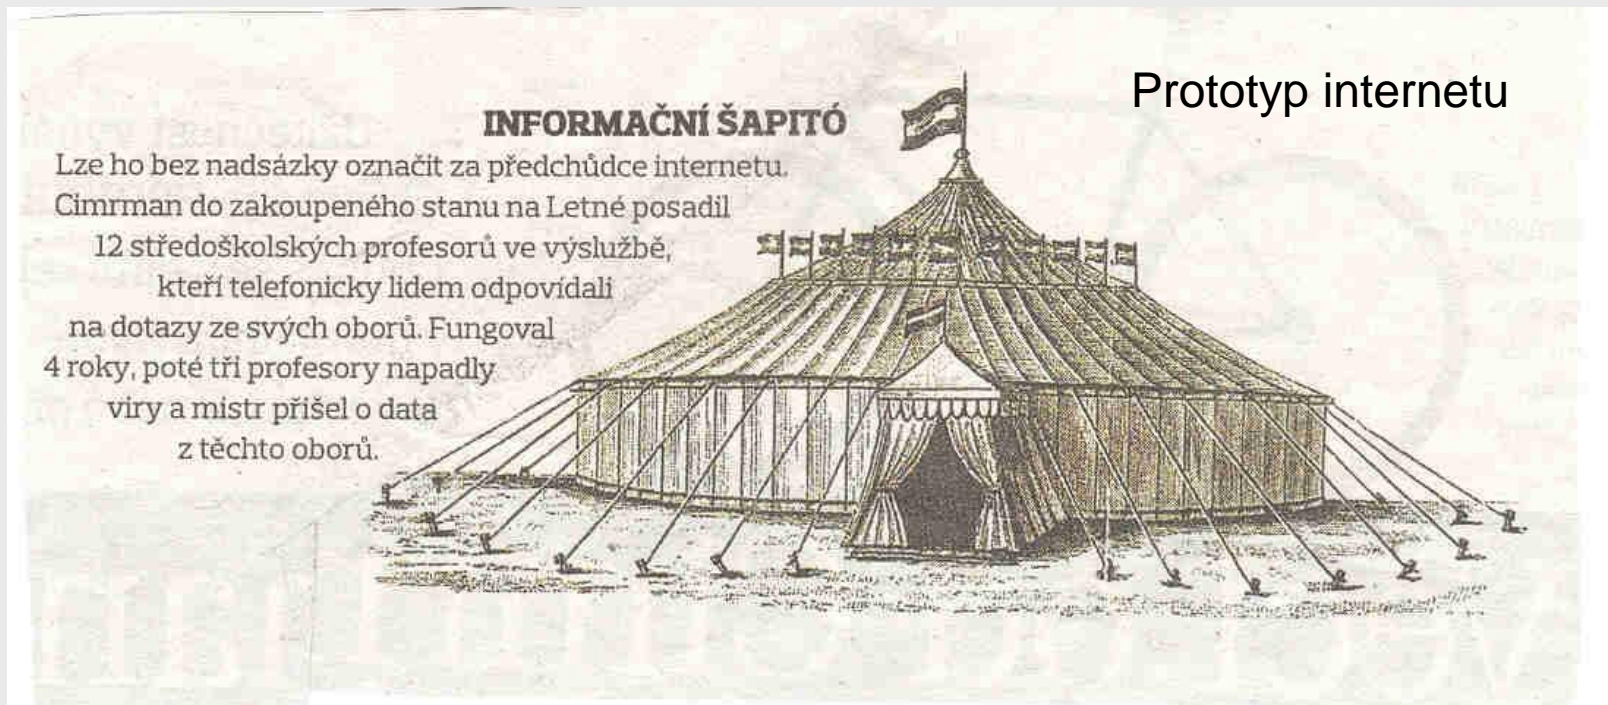 Prototyp internetu
INFORMAČNÍ ŠAPITÓ
Lze ho bez nadsázky označit za předchůdce internetu.
Cimrman do zakoupeného stanu na Letné posadil
12 středoškolských profesorů ve výslužbě,
kteří telefonicky lidem odpovídali
na dotazy ze svých oborů. Fungoval
4 roky, poté tři profesory napadly
viry a mistr přišel o data
z těchto oborů.